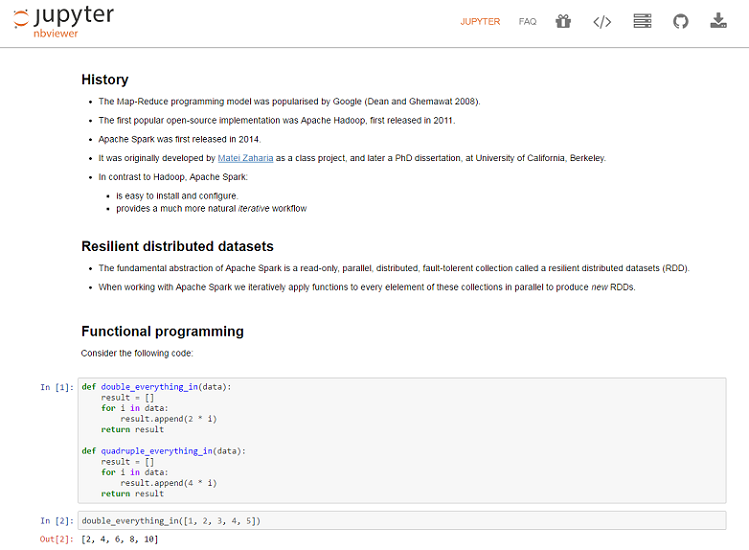 jupyter
nbviewer
JUPYTER FAQ </>
History
• The Map-Reduce programming model was popularised by Google (Dean and Ghemawat 2008).
• The first popular open-source implementation was Apache Hadoop, first released in 2011.
• Apache Spark was first released in 2014.
• It was originally developed by Matei Zaharia as a class project, and later a PhD dissertation, at University of California, Berkeley.
• In contrast to Hadoop, Apache Spark:
• is easy to install and configure.
• provides a much more natural iterative workflow
Resilient distributed datasets
• The fundamental abstraction of Apache Spark is a read-only, parallel, distributed, fault-tolerent collection called a resilient distributed datasets (RDD).
• When working with Apache Spark we iteratively apply functions to every elelement of these collections in parallel to produce new RDDs.
Functional programming
Consider the following code:
In [1]: def double_everything_in(data):
    result = []
    for i in data:
        result.append(2 * i)
    return result
def quadruple_everything_in(data):
    result = []
    for i in data:
        result.append(4 * i)
    return result
In [2]: double_everything_in([1, 2, 3, 4, 5])
Out[2]: [2, 4, 6, 8, 10]